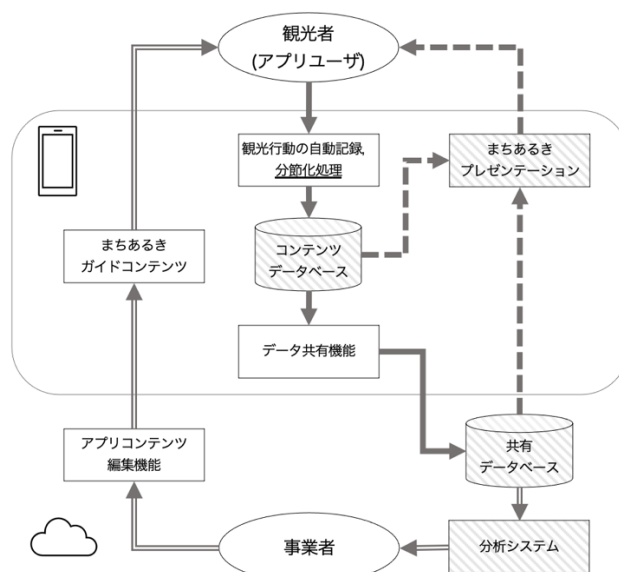 観光者
(アプリユーザ)
観光行動の自動記録,
分節化処理
まちあるき
プレゼンテーション
コンテンツ
データベース
まちあるき
ガイドコンテンツ
データ共有機能
アプリコンテンツ
編集機能
共有
データベース
事業者
分析システム